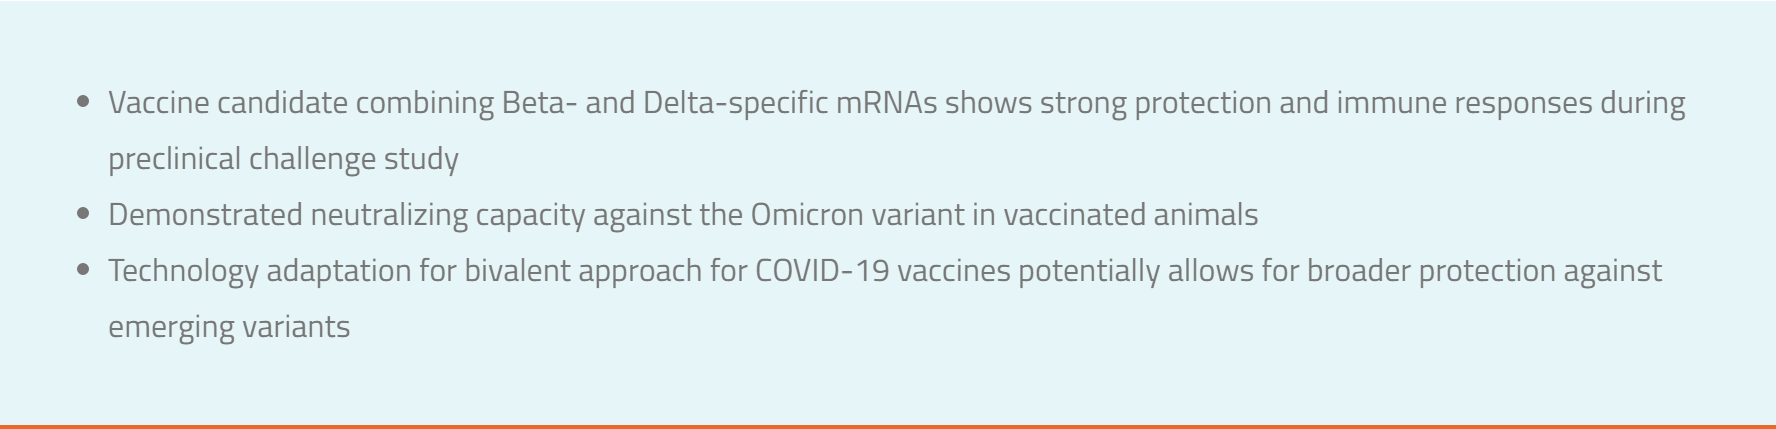 • Vaccine candidate combining Beta- and Delta-specific mRNAs shows strong protection and immune responses during
preclinical challenge study
• Demonstrated neutralizing capacity against the Omicron variant in vaccinated animals
• Technology adaptation for bivalent approach for COVID-19 vaccines potentially allows for broader protection against
emerging variants